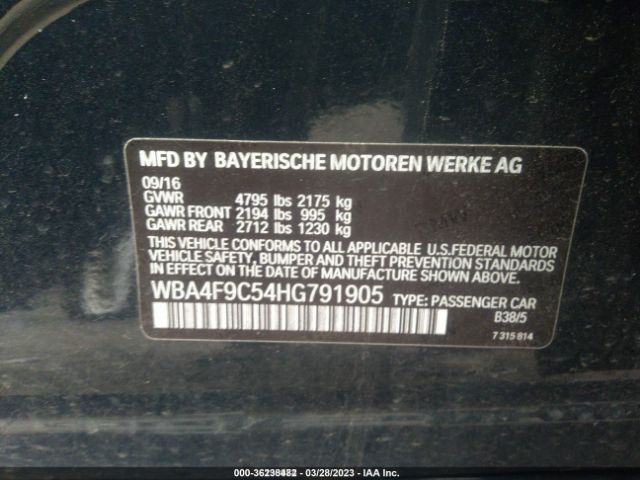 MFD BY BAYERISCHE MOTOREN WERKE AG
09/16
GVWR 4795 lbs 2175 kg
GAWR FRONT 2194 lbs 995 kg
GAWR REAR 2712 lbs 1230 kg
THIS VEHICLE CONFORMS TO ALL APPLICABLE U.S.FEDERAL MOTOR
VEHICLE SAFETY, BUMPER AND THEFT PREVENTION STANDARDS
IN EFFECT ON THE DATE OF MANUFACTURE SHOWN ABOVE.
WBA4F9C54HG791905 TYPE: PASSENGER CAR
B38/5
7 315 814
03/28/2023 - IAA Inc.